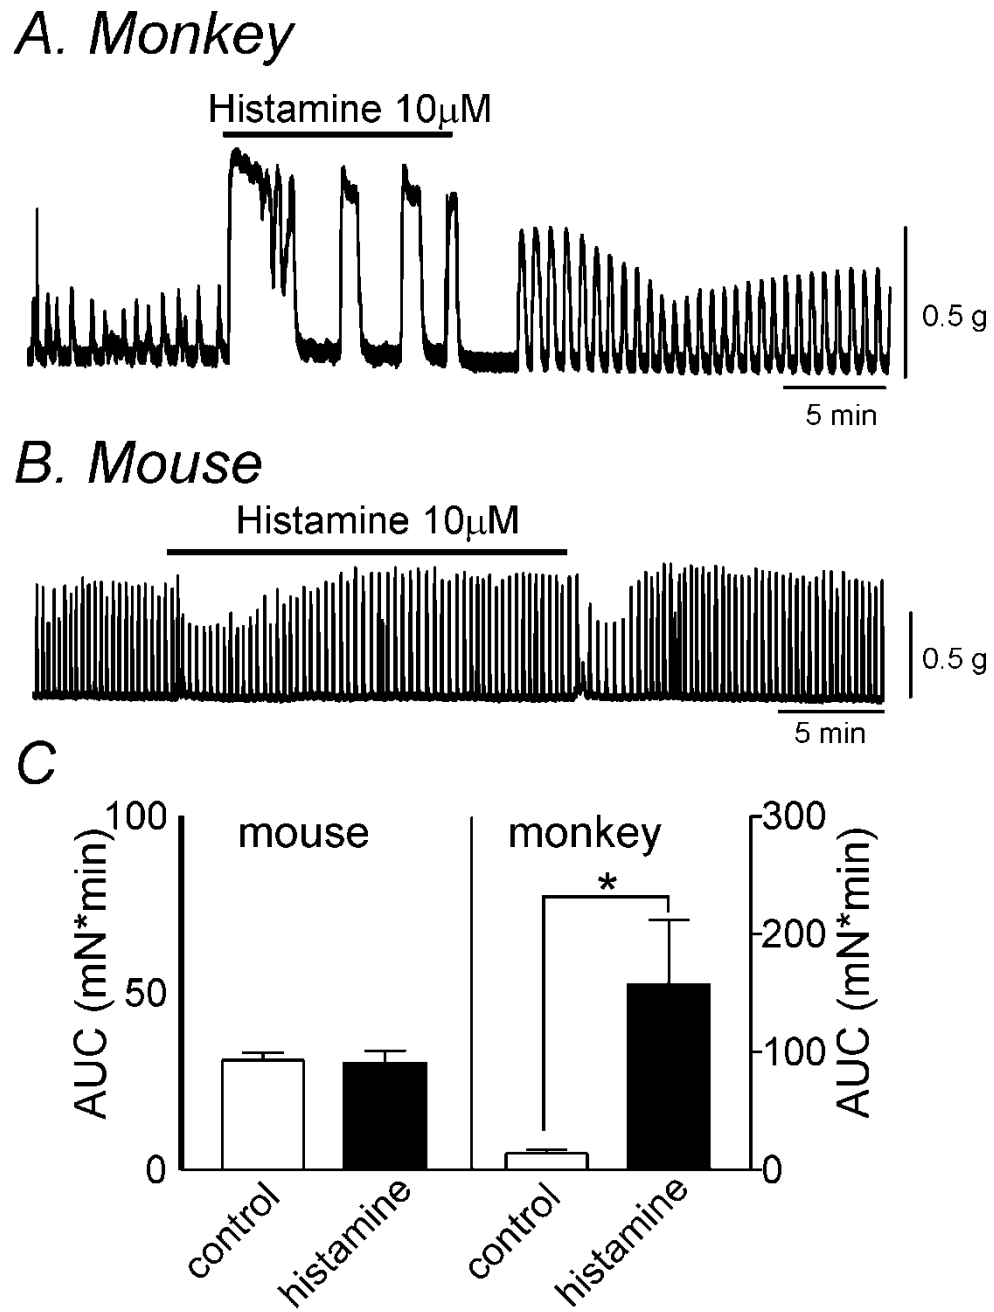 A. Monkey
Histamine 10μM
0.5 g
5 min
B. Mouse
Histamine 10μM
0.5 g
5 min
C
AUC (mN*min)
100
50
0
mouse
monkey
*
300
200
100
0
AUC (mN*min)
control
histamine
control
histamine